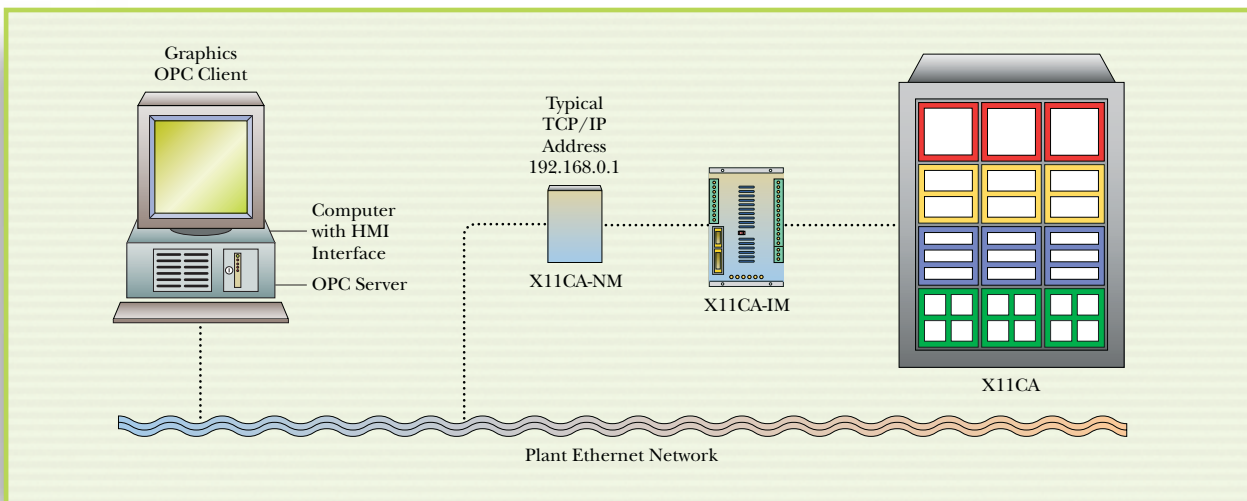 Graphics
OPC Client
Computer
with HMI
Interface
OPC Server
Typical
TCP/IP
Address
192.168.0.1
X11CA-NM
X11CA-IM
X11CA
Plant Ethernet Network